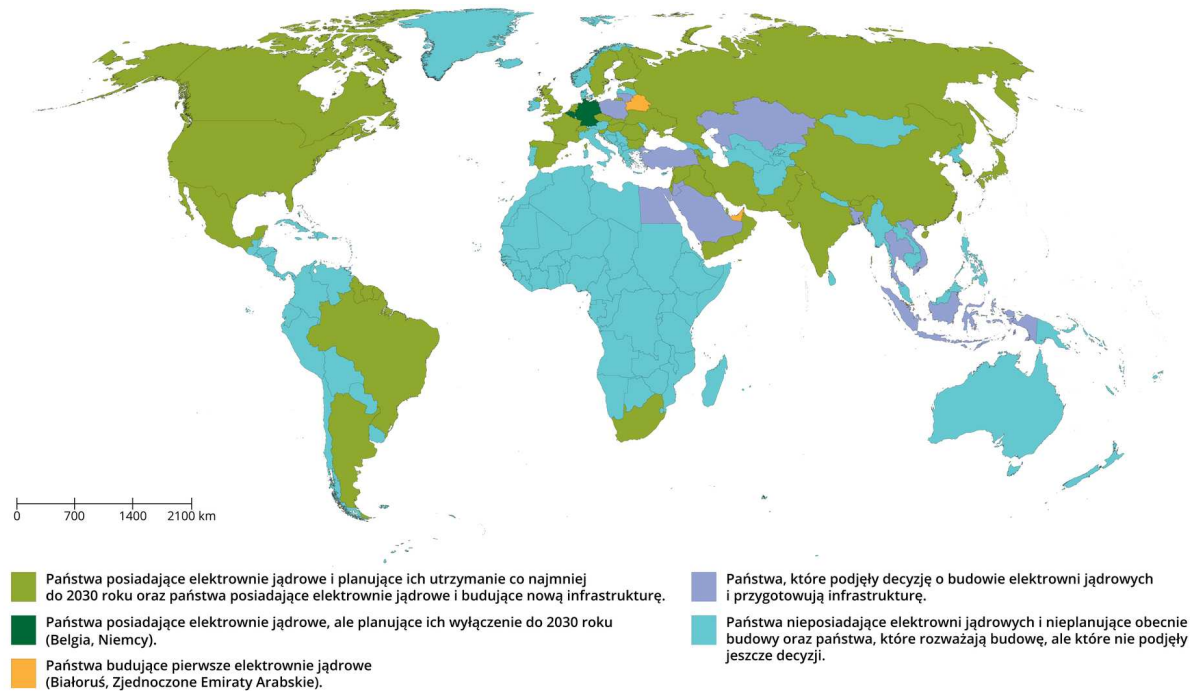 0 700 1400 2100 km
Państwa posiadające elektrownie jądrowe i planujące ich utrzymanie co najmniej
do 2030 roku oraz państwa posiadające elektrownie jądrowe i budujące nową infrastrukturę.
Państwa posiadające elektrownie jądrowe, ale planujące ich wyłączenie do 2030 roku
(Belgia, Niemcy).
Państwa budujące pierwsze elektrownie jądrowe
(Białoruś, Zjednoczone Emiraty Arabskie).
Państwa, które podjęły decyzję o budowie elektrowni jądrowych
i przygotowują infrastrukturę.
Państwa nieposiadające elektrowni jądrowych i nieplanujące obecnie
budowy oraz państwa, które rozważają budowę, ale które nie podjęły
jeszcze decyzji.